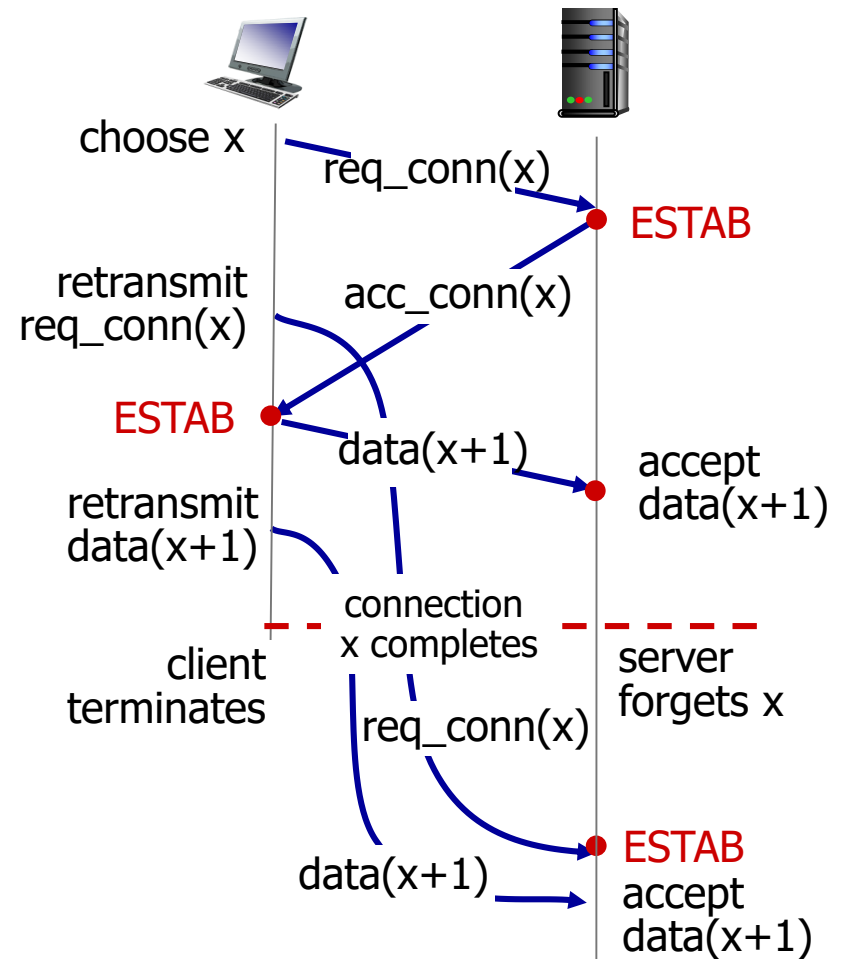 choose x
req_conn(x)
ESTAB
retransmit
req_conn(x)
acc_conn(x)
ESTAB
data(x+1)
accept
data(x+1)
retransmit
data(x+1)
connection
x completes
client
terminates
server
forgets x
req_conn(x)
ESTAB
data(x+1)
accept
data(x+1)